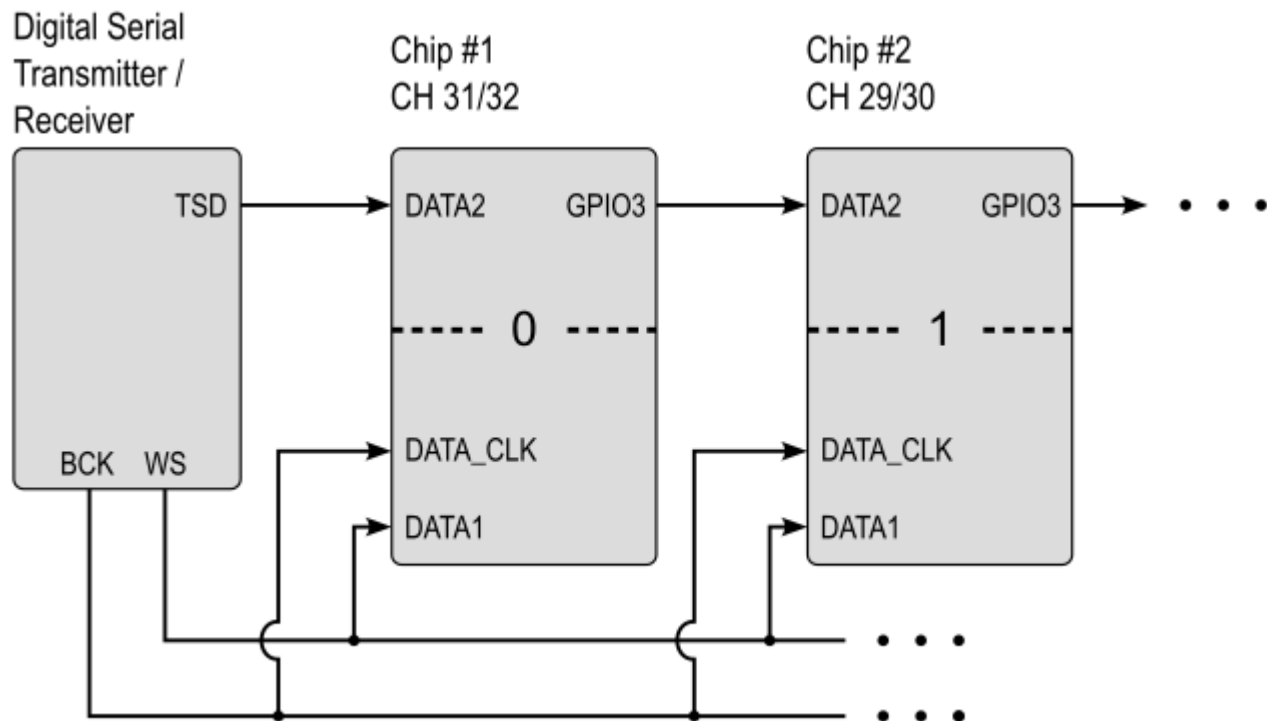 Digital Serial
Transmitter /
Receiver
Chip #1
CH 31/32
Chip #2
CH 29/30
TSD
DATA2
GPIO3
DATA2
GPIO3
0
1
BCK
WS
DATA_CLK
DATA_CLK
DATA1
DATA1